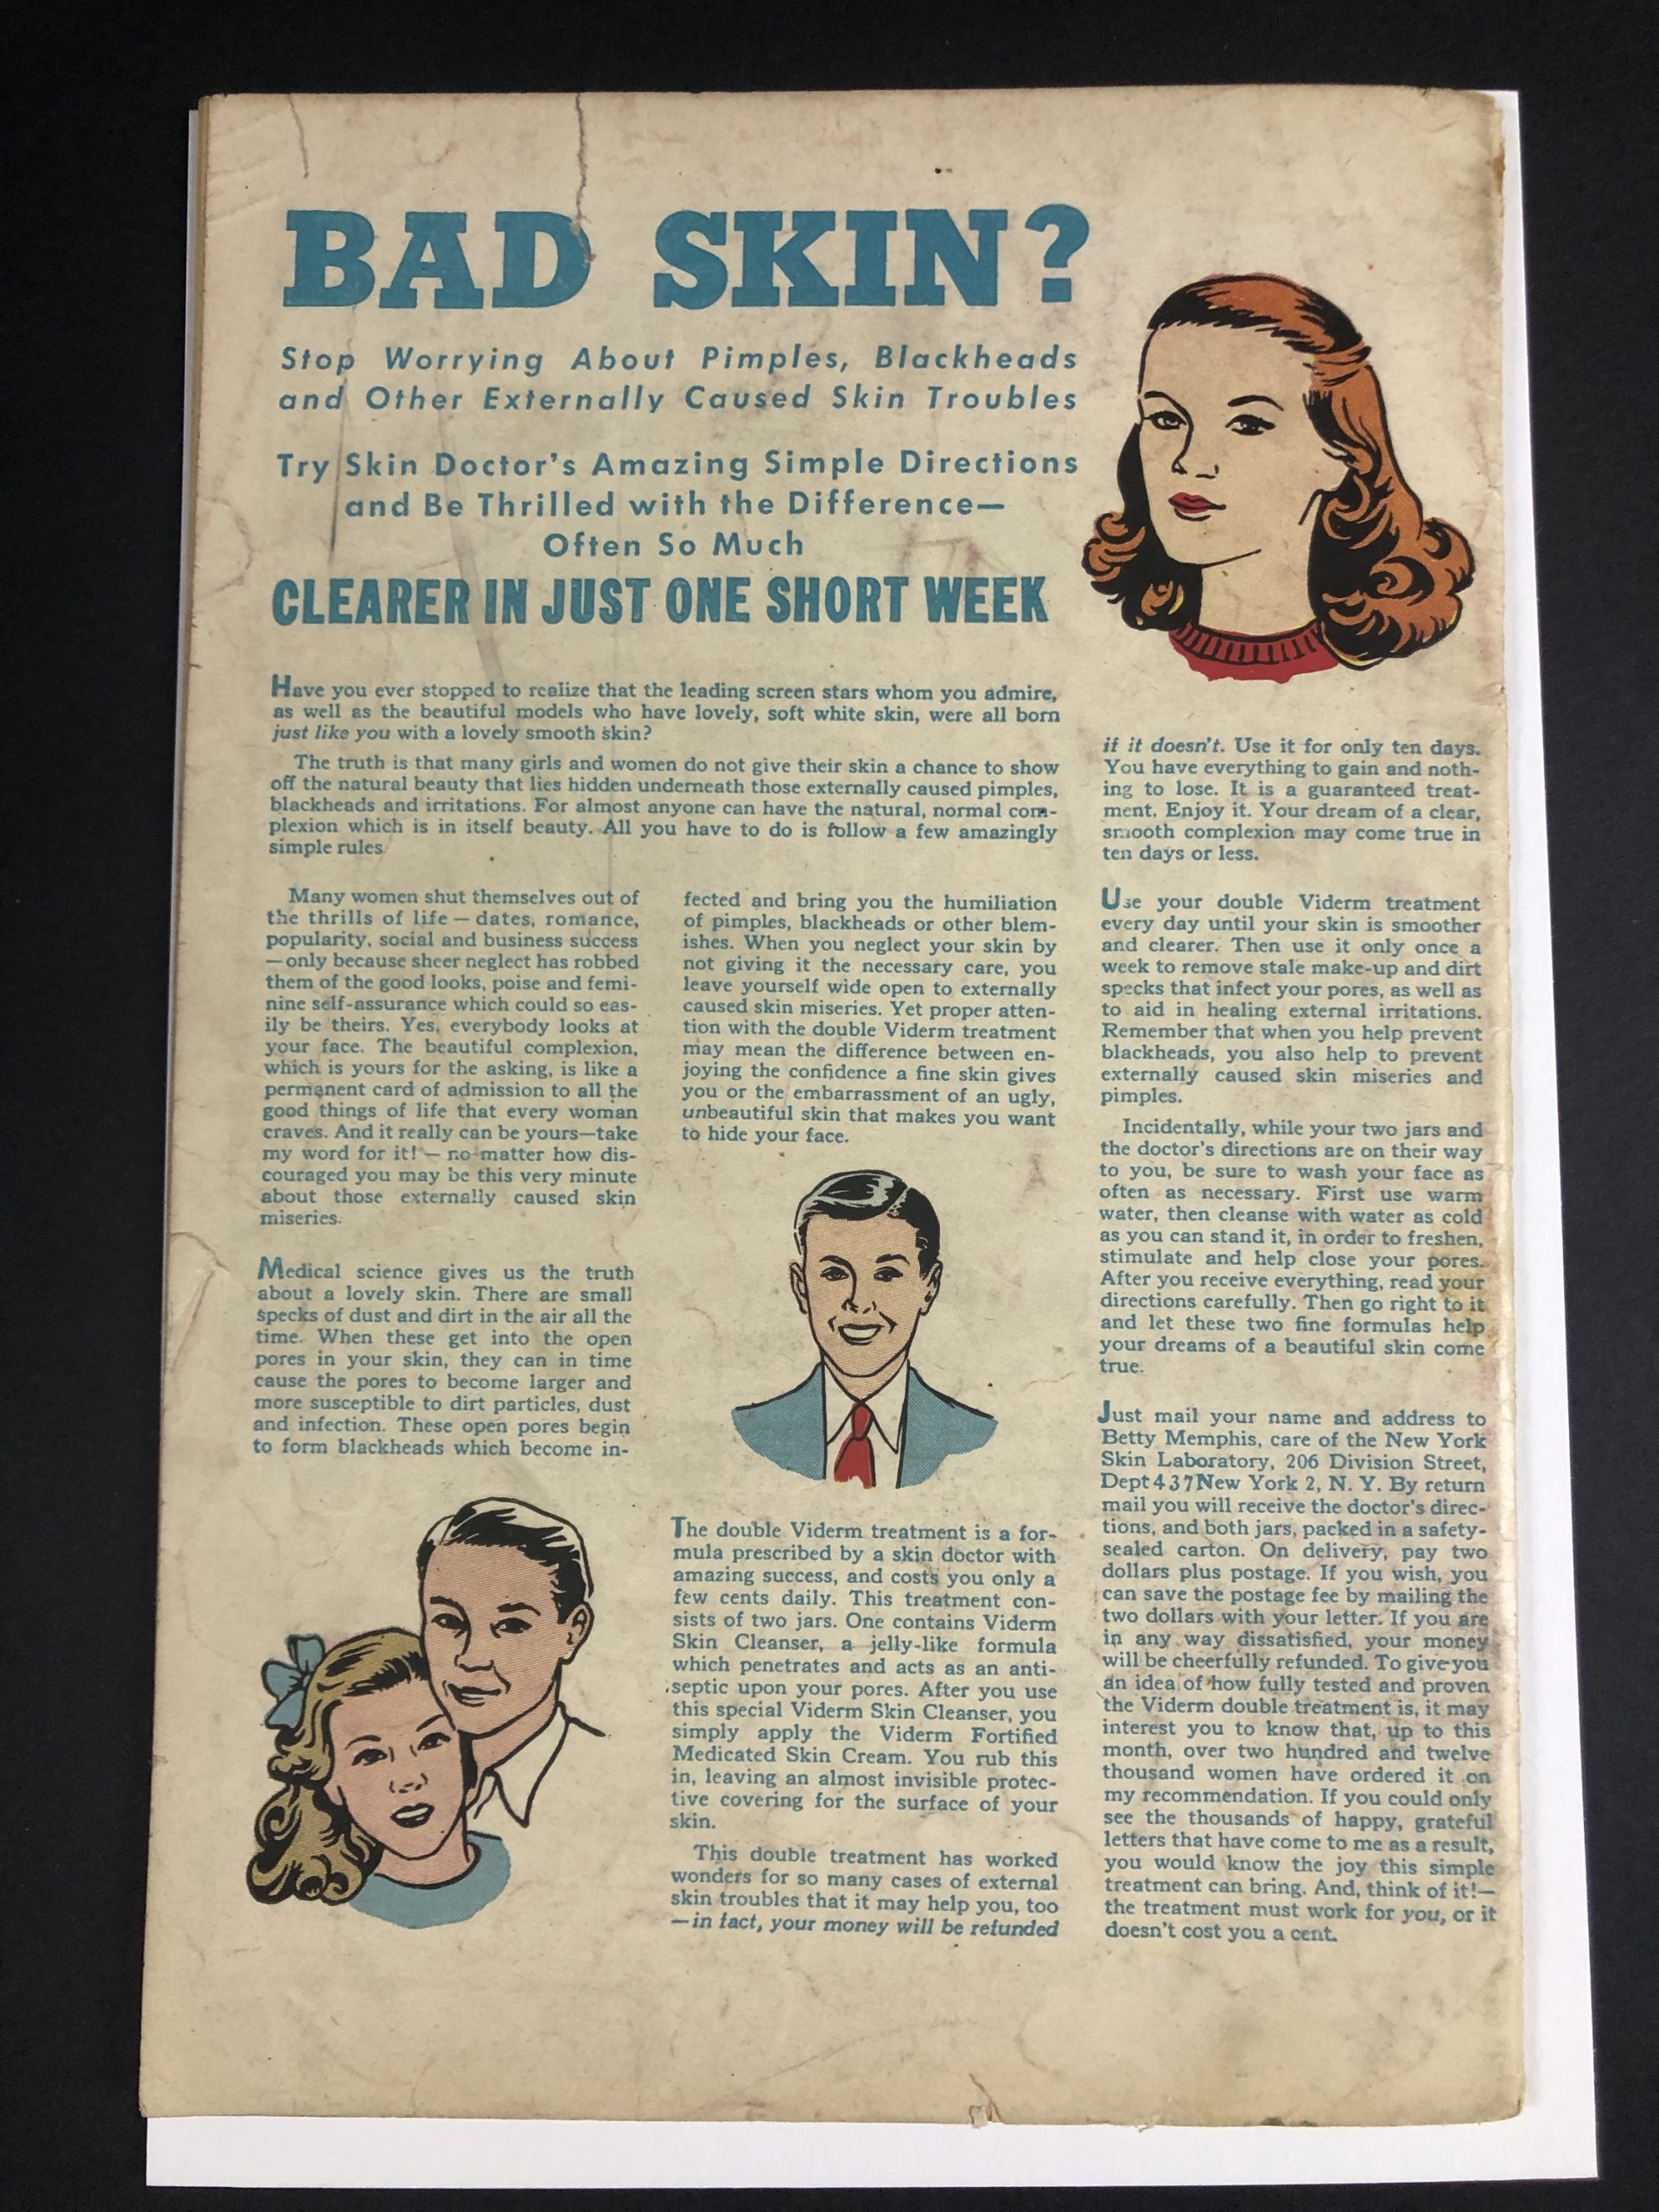 BAD SKIN?
Stop Worrying About Pimples, Blackheads
and Other Externally Caused Skin Troubles
Try Skin Doctor's Amazing Simple Directions
and Be Thrilled with the Difference—
Often So Much
CLEARER IN JUST ONE SHORT WEEK
Have you ever stopped to realize that the leading screen stars whom you admire,
as well as the beautiful models who have lovely, soft white skin, were all born
just like you with a lovely smooth skin?
The truth is that many girls and women do not give their skin a chance to show
off the natural beauty that lies hidden underneath those externally caused pimples,
blackheads and irritations. For almost anyone can have the natural, normal com-
plexion which is in itself beauty. All you have to do is follow a few amazingly
simple rules
Many women shut themselves out of
the thrills of life — dates, romance,
popularity, social and business success
—only because sheer neglect has robbed
them of the good looks, poise and femi-
nine self-assurance which could so eas-
ily be theirs. Yes, everybody looks at
your face. The beautiful complexion,
which is yours for the asking, is like a
permanent card of admission to all the
good things of life that every woman
craves. And it really can be yours—take
my word for it! — no matter how dis-
couraged you may be this very minute
about those externally caused skin
miseries.
Medical science gives us the truth
about a lovely skin. There are small
specks of dust and dirt in the air all the
time. When these get into the open
pores in your skin, they can in time
cause the pores to become larger and
more susceptible to dirt particles, dust
and infection. These open pores begin
to form blackheads which become in-
fected and bring you the humiliation
of pimples, blackheads or other blem-
ishes. When you neglect your skin by
not giving it the necessary care, you
leave yourself wide open to externally
caused skin miseries. Yet proper atten-
tion with the double Viderm treatment
may mean the difference between en-
joying the confidence a fine skin gives
you or the embarrassment of an ugly,
unbeautiful skin that makes you want
to hide your face.
The double Viderm treatment is a for-
mula prescribed by a skin doctor with
amazing success, and costs you only a
few cents daily. This treatment con-
sists of two jars. One contains Viderm
Skin Cleanser, a jelly-like formula
which penetrates and acts as an anti-
septic upon your pores. After you use
this special Viderm Skin Cleanser, you
simply apply the Viderm Fortified
Medicated Skin Cream. You rub this
in, leaving an almost invisible protec-
tive covering for the surface of your
skin.
This double treatment has worked
wonders for so many cases of external
skin troubles that it may help you, too
—in fact, your money will be refunded
if it doesn't. Use it for only ten days.
You have everything to gain and noth-
ing to lose. It is a guaranteed treat-
ment. Enjoy it. Your dream of a clear,
smooth complexion may come true in
ten days or less.
Use your double Viderm treatment
every day until your skin is smoother
and clearer. Then use it only once a
week to remove stale make-up and dirt
specks that infect your pores, as well as
to aid in healing external irritations.
Remember that when you help prevent
blackheads, you also help to prevent
externally caused skin miseries and
pimples.
Incidentally, while your two jars and
the doctor's directions are on their way
to you, be sure to wash your face as
often as necessary. First use warm
water, then cleanse with water as cold
as you can stand it, in order to freshen,
stimulate and help close your pores.
After you receive everything, read your
directions carefully. Then go right to it
and let these two fine formulas help
your dreams of a beautiful skin come
true.
Just mail your name and address to
Betty Memphis, care of the New York
Skin Laboratory, 206 Division Street,
Dept 437 New York 2, N. Y. By return
mail you will receive the doctor's direc-
tions, and both jars, packed in a safety-
sealed carton. On delivery, pay two
dollars plus postage. If you wish, you
can save the postage fee by mailing the
two dollars with your letter. If you are
in any way dissatisfied, your money
will be cheerfully refunded. To give you
an idea of how fully tested and proven
the Viderm double treatment is, it may
interest you to know that, up to this
month, over two hundred and twelve
thousand women have ordered it on
my recommendation. If you could only
see the thousands of happy, grateful
letters that have come to me as a result,
you would know the joy this simple
treatment can bring. And, think of it!—
the treatment must work for you, or it
doesn't cost you a cent.